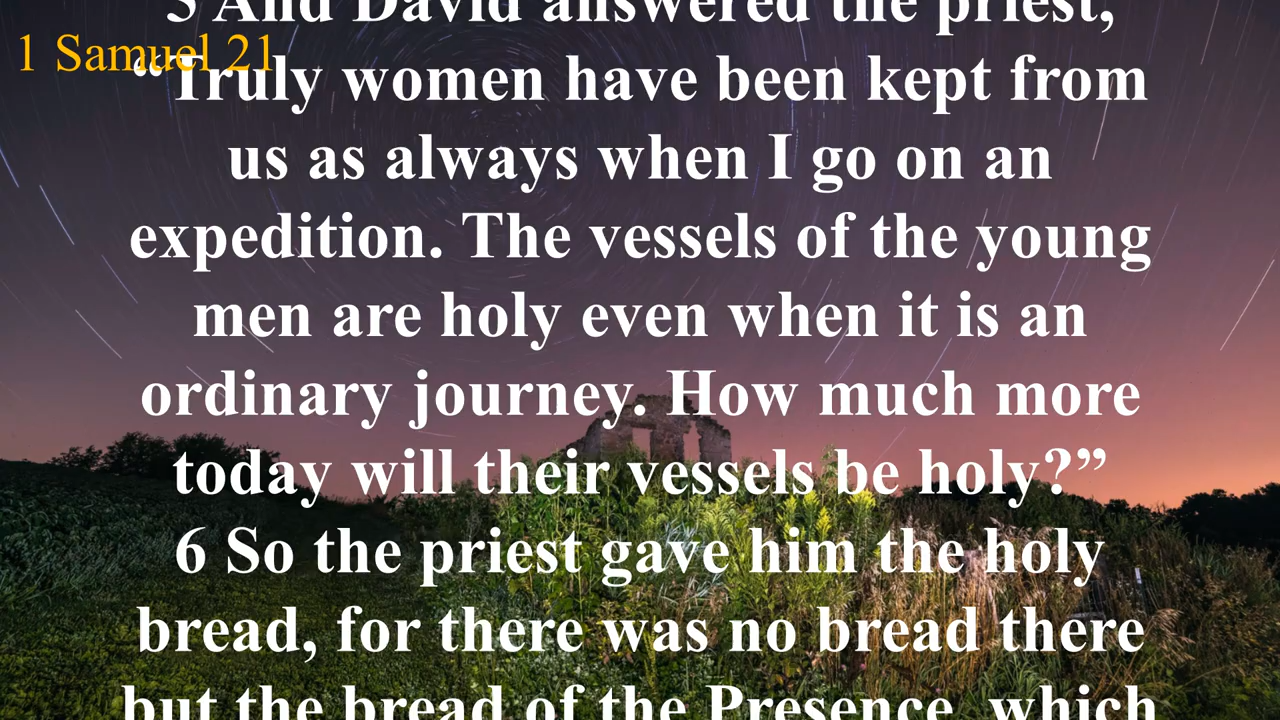 5 And David answered the priest,
1 Samuel 21
“Truly women have been kept from
us as always when I go on an
expedition. The vessels of the young
men are holy even when it is an
ordinary journey. How much more
today will their vessels be holy?”
6 So the priest gave him the holy
bread, for there was no bread there
but the bread of the Presence, which